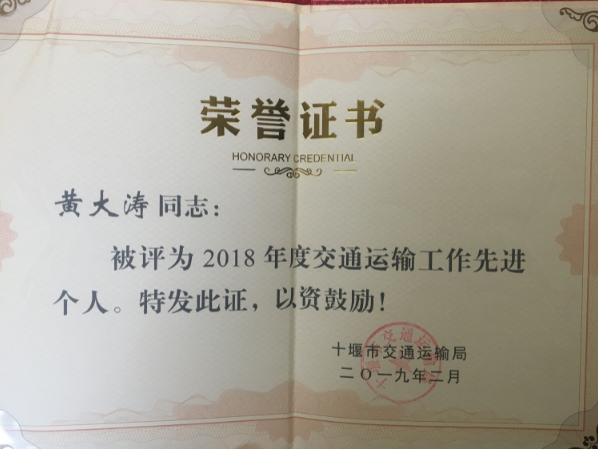 荣誉证书
HONORARY CREDENTIAL
黄大涛同志：
被评为2018年度交通运输工作先进
个人。特发此证，以资鼓励！
十堰市交通运输局
二〇一九年二月